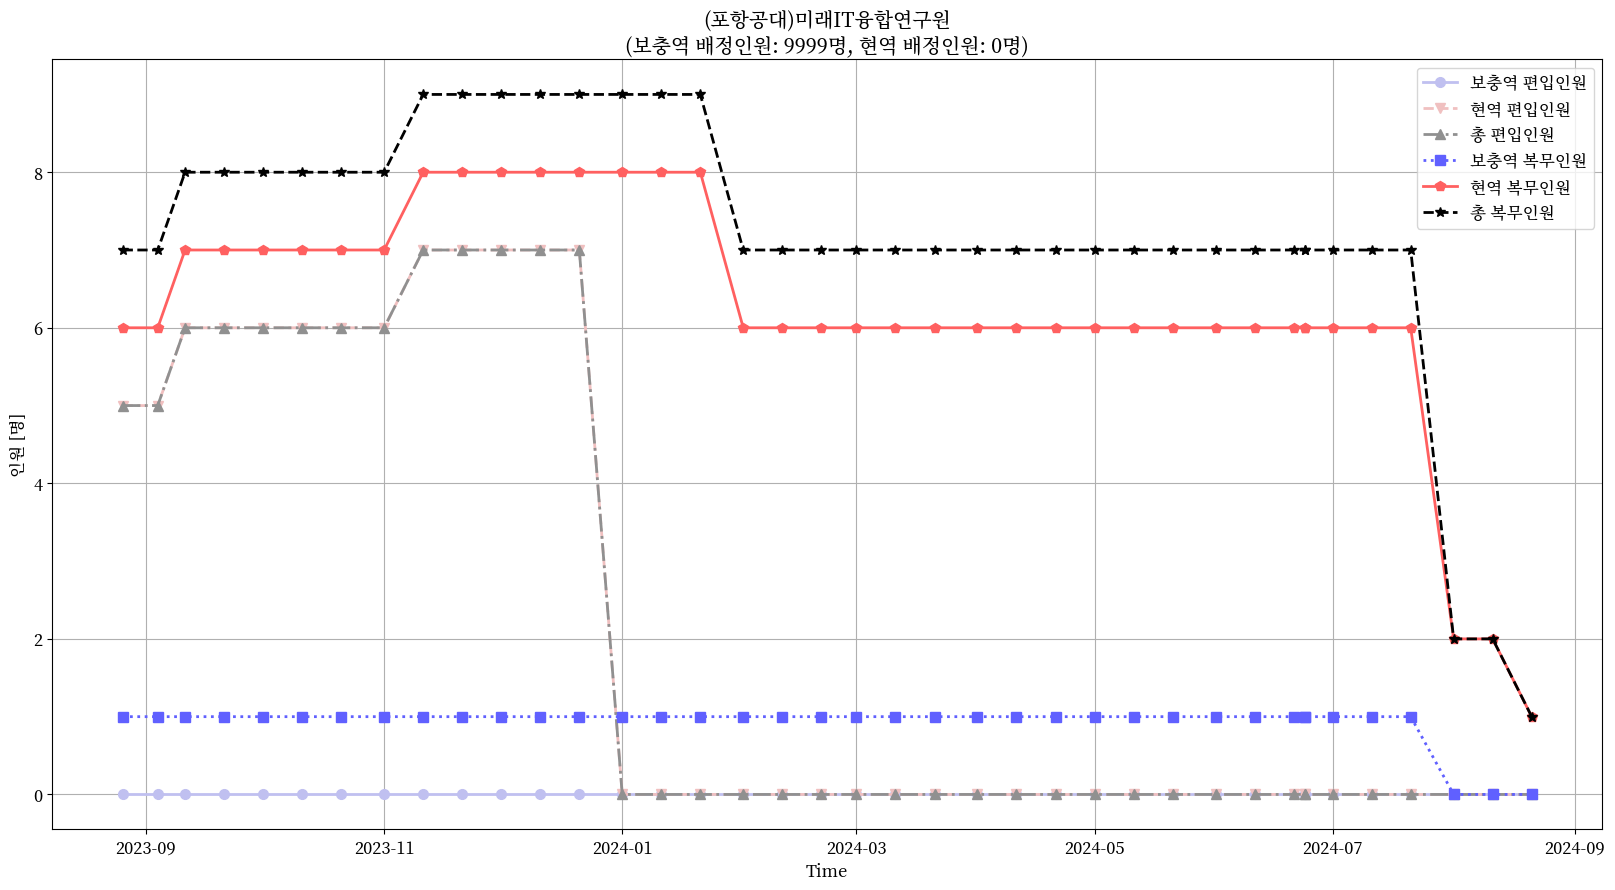 (포항공대)미래IT융합연구원
(보충역 배정인원: 9999명, 현역 배정인원: 0명)
보충역 편입인원
현역 편입인원
총 편입인원
보충역 복무인원
현역 복무인원
총 복무인원
8
6
4
2
0
인원 [명]
2023-09
2023-11
2024-01
2024-03
2024-05
2024-07
2024-09
Time